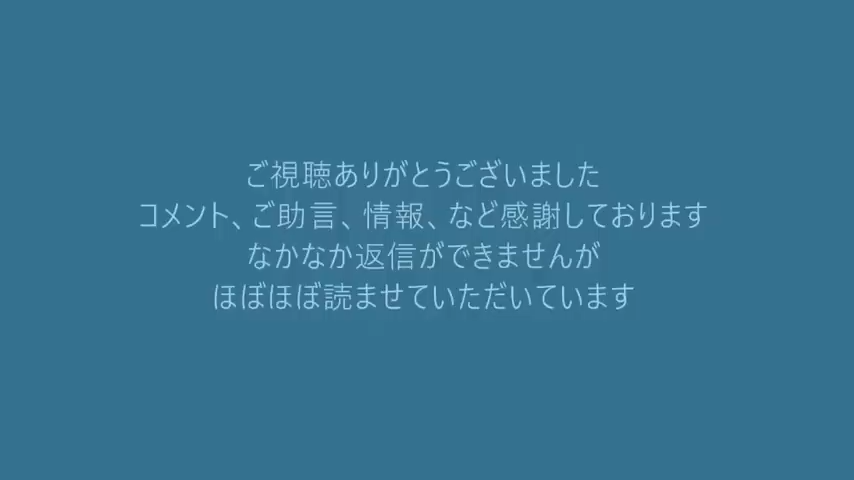 ご視聴ありがとうございました
コメント、ご助言、情報、など感謝しております
なかなか返信ができませんが
ほぼほぼ読ませていただいています